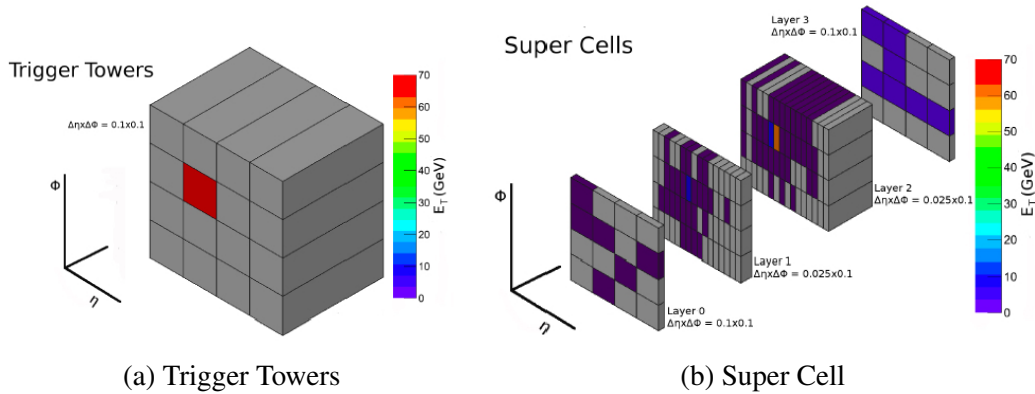 Trigger Towers
ΔηxΔΦ = 0.1x0.1
Φ
η
70
60
50
40
30
20
10
0
E_T (GeV)
(a) Trigger Towers
Super Cells
Layer 3
ΔηxΔΦ = 0.1x0.1
Layer 2
ΔηxΔΦ = 0.025x0.1
Layer 1
ΔηxΔΦ = 0.025x0.1
Layer 0
ΔηxΔΦ = 0.1x0.1
Φ
η
70
60
50
40
30
20
10
0
E_T (GeV)
(b) Super Cell